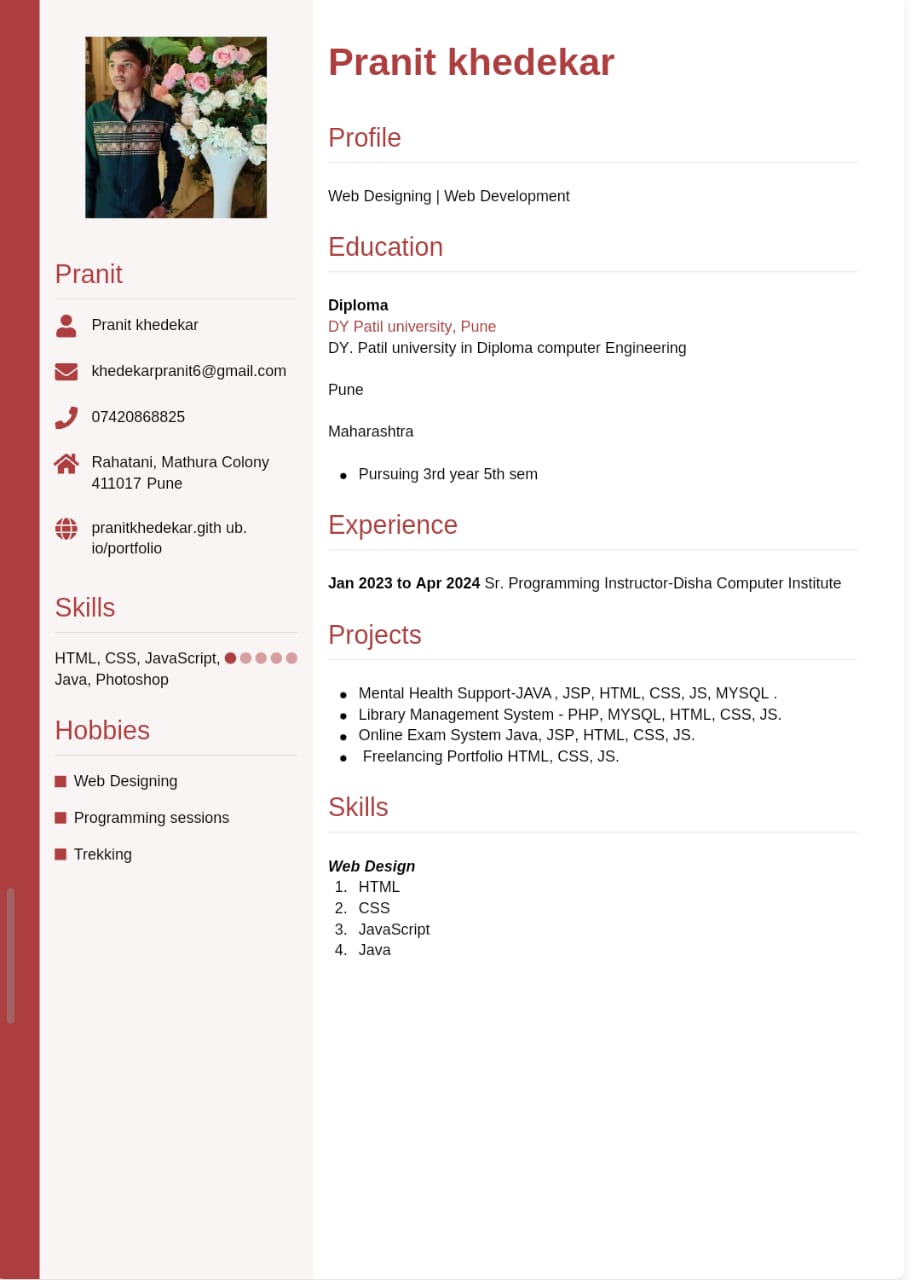 Pranit
Pranit khedekar
khedekarpranit6@gmail.com
07420868825
Rahatani, Mathura Colony
411017 Pune
pranitkhedekar.gith ub.
io/portfolio
Skills
HTML, CSS, JavaScript,
Java, Photoshop
Hobbies
Web Designing
Programming sessions
Trekking
Pranit khedekar
Profile
Web Designing | Web Development
Education
Diploma
DY Patil university, Pune
DY. Patil university in Diploma computer Engineering
Pune
Maharashtra
● Pursuing 3rd year 5th sem
Experience
Jan 2023 to Apr 2024 Sr. Programming Instructor-Disha Computer Institute
Projects
● Mental Health Support-JAVA , JSP, HTML, CSS, JS, MYSQL .
● Library Management System - PHP, MYSQL, HTML, CSS, JS.
● Online Exam System Java, JSP, HTML, CSS, JS.
● Freelancing Portfolio HTML, CSS, JS.
Skills
Web Design
1. HTML
2. CSS
3. JavaScript
4. Java